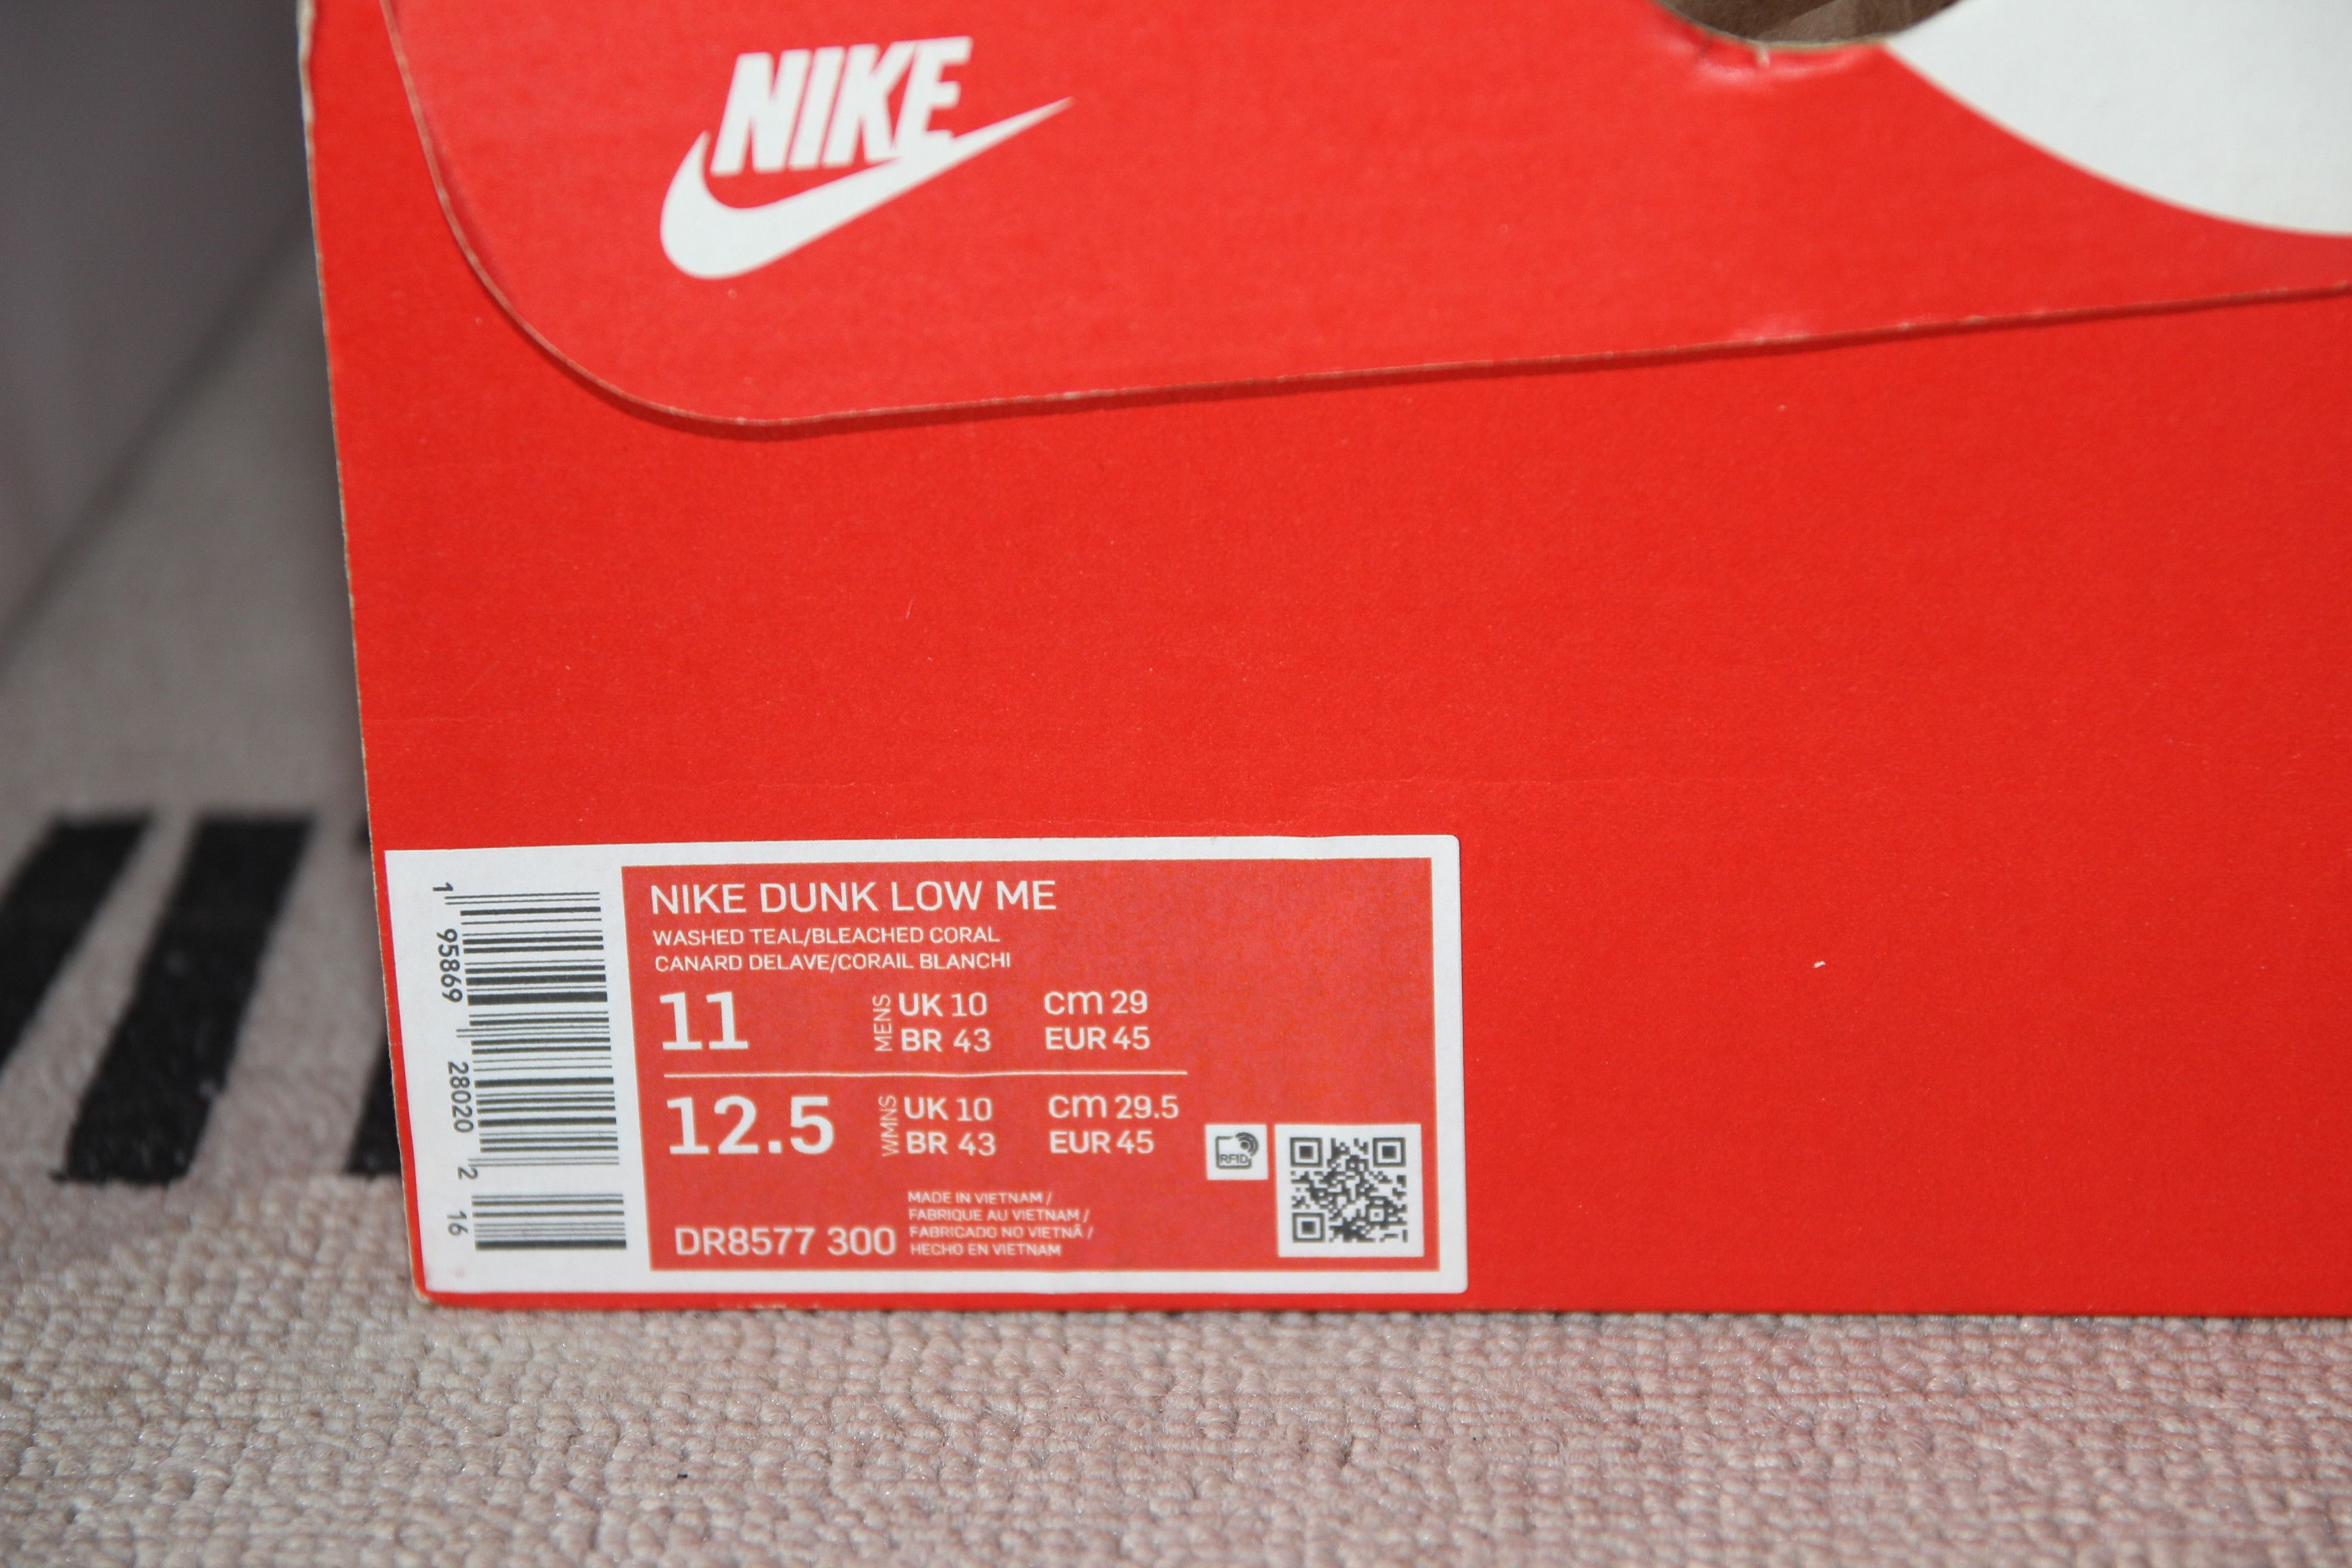 NIKE
NIKE DUNK LOW ME
WASHED TEAL/BLEACHED CORAL
CANARD DELAVE/CORAIL BLANCHI
11
MENS
UK 10
cm 29
BR 43
EUR 45
12.5
WMNS
UK 10
cm 29.5
BR 43
EUR 45
RFID
DR8577 300
MADE IN VIETNAM /
FABRIQUE AU VIETNAM /
FABRICADO NO VIETNÃ /
HECHO EN VIETNAM
1 95869 28020 2 16